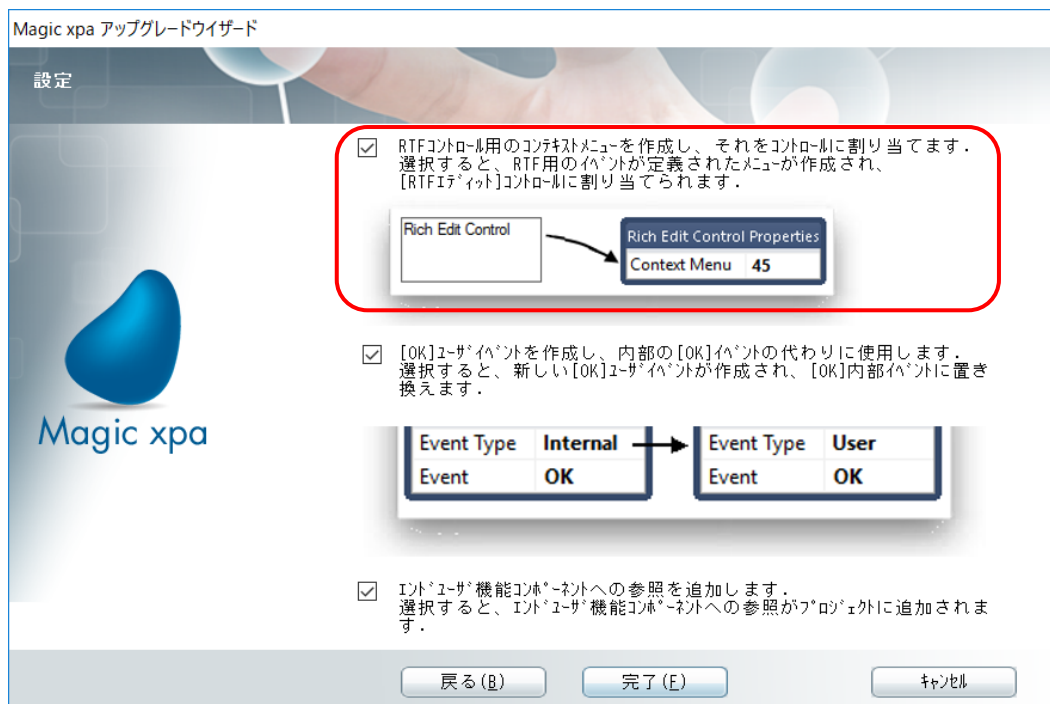 Magic xpa アップグレードウイザード
設定
RTFｺﾝﾄﾛｰﾙ用のｺﾝﾃｷｽﾄﾒﾆｭｰを作成し、それをｺﾝﾄﾛｰﾙに割り当てます.
選択すると、RTF用のｲﾍﾞﾝﾄが定義されたﾒﾆｭｰが作成され、
[RTFｴﾃﾞｨｯﾄ]ｺﾝﾄﾛｰﾙに割り当てられます.
Rich Edit Control
Rich Edit Control Properties
Context Menu 45
[OK]ﾕｰｻﾞｲﾍﾞﾝﾄを作成し、内部の[OK]ｲﾍﾞﾝﾄの代わりに使用します.
選択すると、新しい[OK]ﾕｰｻﾞｲﾍﾞﾝﾄが作成され、[OK]内部ｲﾍﾞﾝﾄに置き
換えます.
Magic xpa
Event Type Internal
Event OK
Event Type User
Event OK
ｴﾝﾄﾞﾕｰｻﾞ機能ｺﾝﾎﾟｰﾈﾝﾄへの参照を追加します.
選択すると、ｴﾝﾄﾞﾕｰｻﾞ機能ｺﾝﾎﾟｰﾈﾝﾄへの参照がﾌﾟﾛｼﾞｪｸﾄに追加されま
す.
戻る(B)
完了(F)
ｷｬﾝｾﾙ